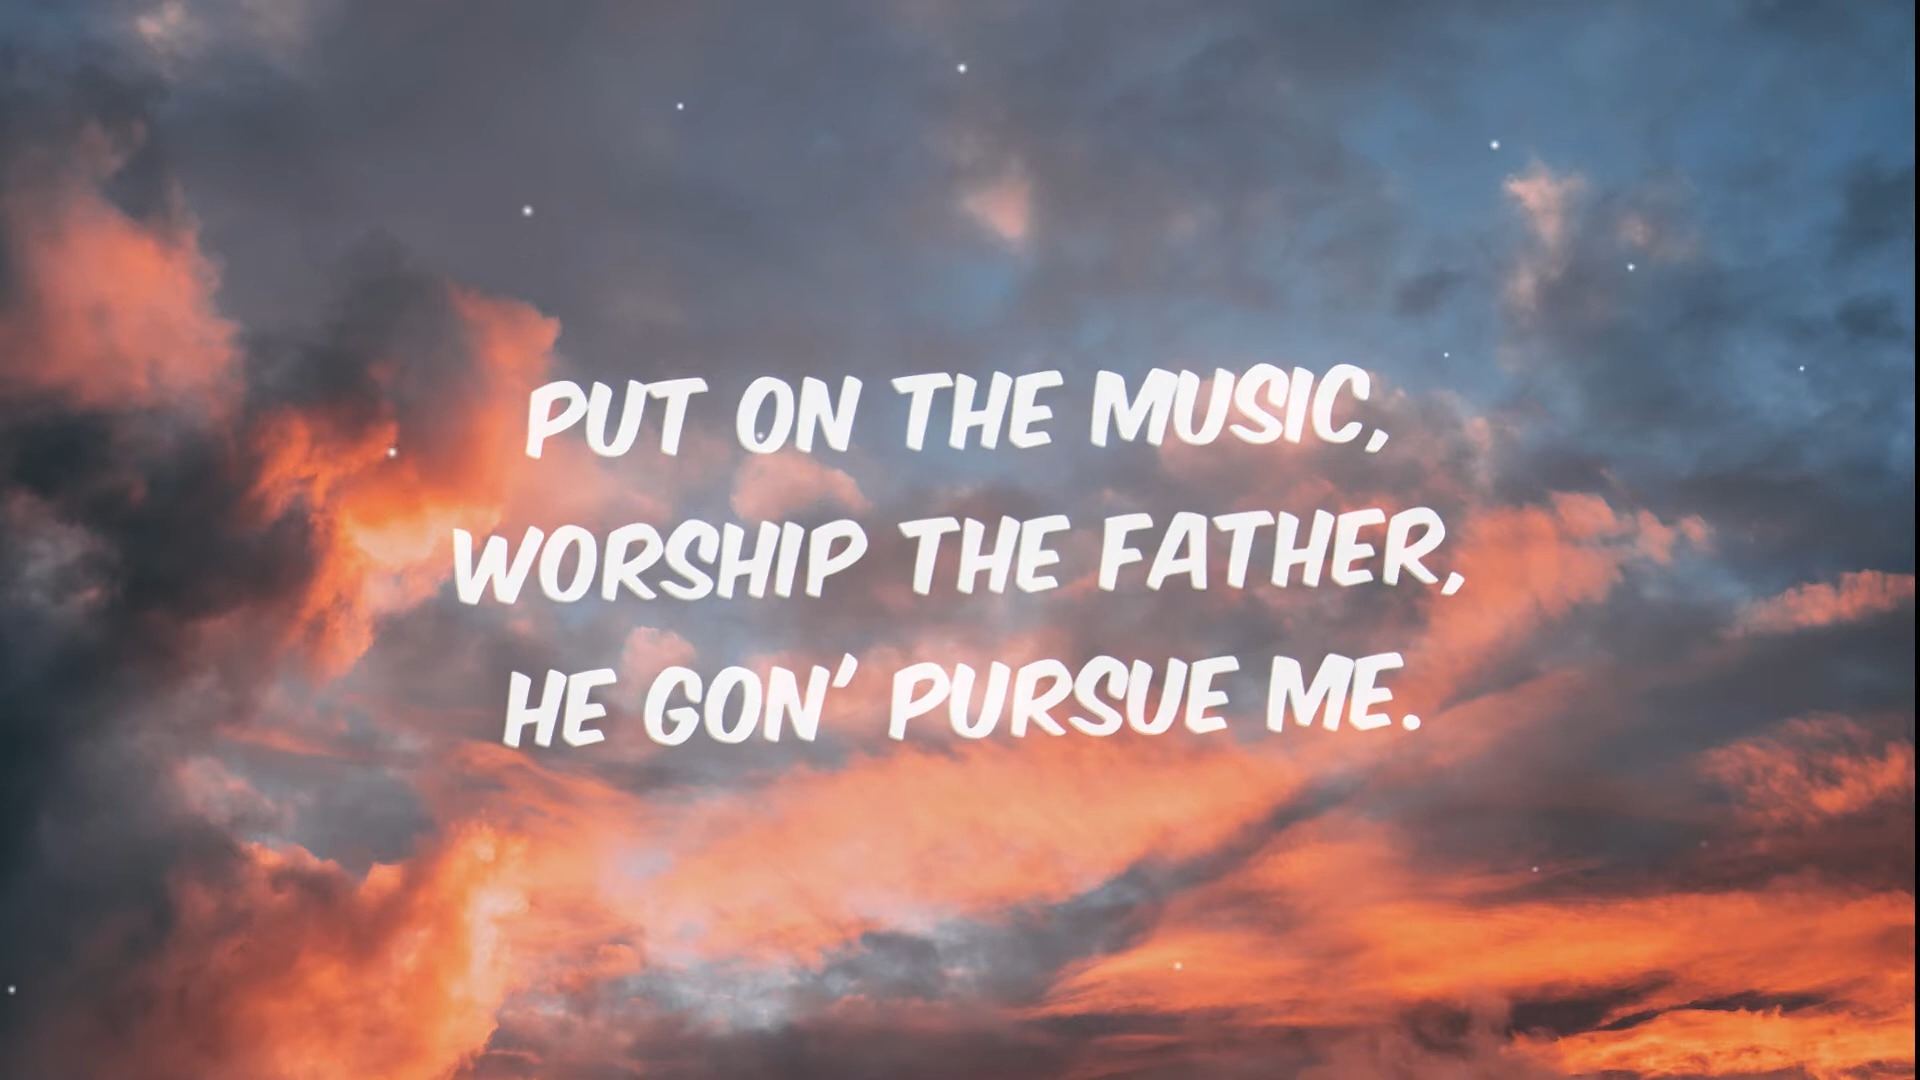 PUT ON THE MUSIC,
WORSHIP THE FATHER,
HE GON' PURSUE ME.